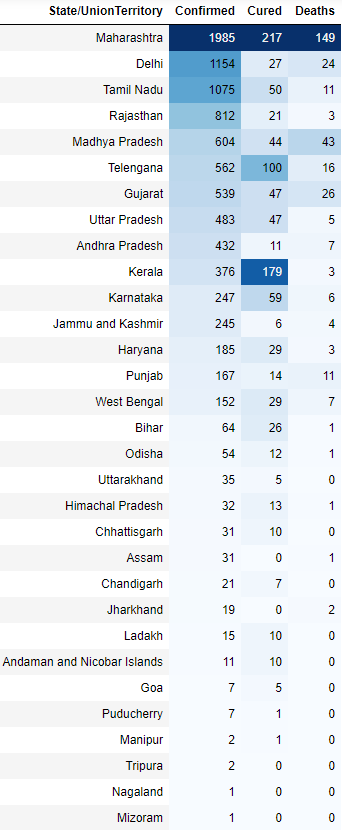 State/UnionTerritory Confirmed Cured Deaths
Maharashtra 1985 217 149
Delhi 1154 27 24
Tamil Nadu 1075 50 11
Rajasthan 812 21 3
Madhya Pradesh 604 44 43
Telengana 562 100 16
Gujarat 539 47 26
Uttar Pradesh 483 47 5
Andhra Pradesh 432 11 7
Kerala 376 179 3
Karnataka 247 59 6
Jammu and Kashmir 245 6 4
Haryana 185 29 3
Punjab 167 14 11
West Bengal 152 29 7
Bihar 64 26 1
Odisha 54 12 1
Uttarakhand 35 5 0
Himachal Pradesh 32 13 1
Chhattisgarh 31 10 0
Assam 31 0 1
Chandigarh 21 7 0
Jharkhand 19 0 2
Ladakh 15 10 0
Andaman and Nicobar Islands 11 10 0
Goa 7 5 0
Puducherry 7 1 0
Manipur 2 1 0
Tripura 2 0 0
Nagaland 1 0 0
Mizoram 1 0 0